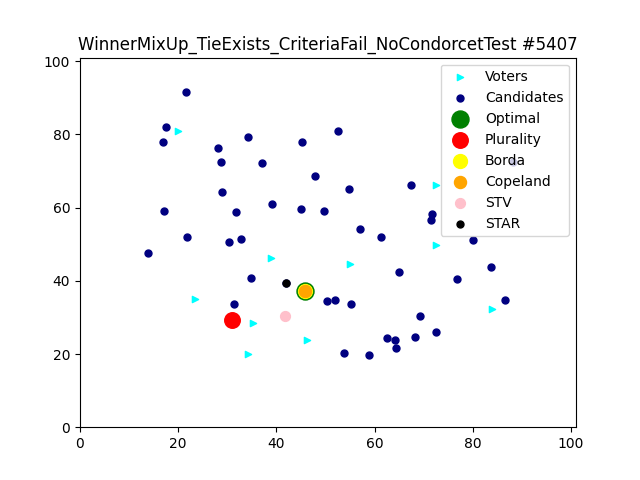 WinnerMixUp_TieExists_CriteriaFail_NoCondorcetTest #5407
100
80
60
40
20
0
0 20 40 60 80 100
Voters
Candidates
Optimal
Plurality
Borda
Copeland
STV
STAR